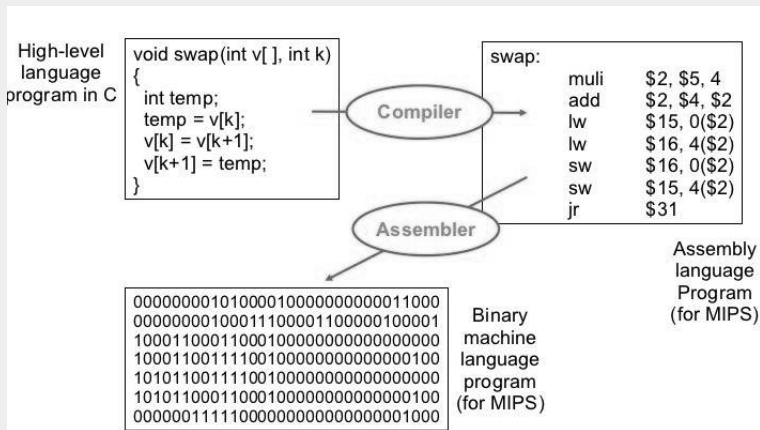 High-level
language
program in C
void swap(int v[ ], int k)
{
int temp;
temp = v[k];
v[k] = v[k+1];
v[k+1] = temp;
}
Compiler
swap:
muli $2, $5, 4
add $2, $4, $2
lw $15, 0($2)
lw $16, 4($2)
sw $16, 0($2)
sw $15, 4($2)
jr $31
Assembler
Assembly
language
Program
(for MIPS)
00000000101000010000000000011000
00000000100011100001100000100001
10001100011000100000000000000000
10001100111100100000000000000100
10101100111100100000000000000000
10101100011000100000000000000100
00000011111000000000000000001000
Binary
machine
language
program
(for MIPS)